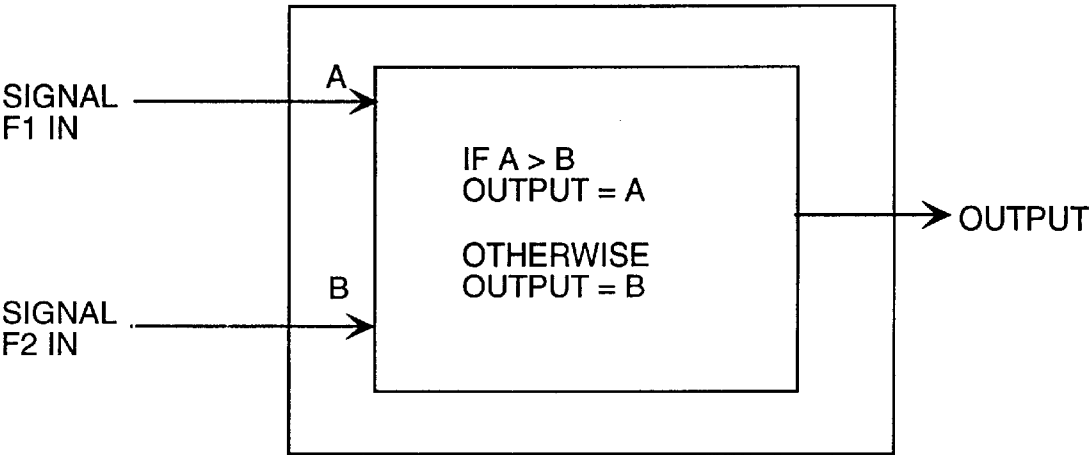 A
SIGNAL
F1 IN
IF A > B
OUTPUT = A
OUTPUT
OTHERWISE
OUTPUT = B
B
SIGNAL
F2 IN